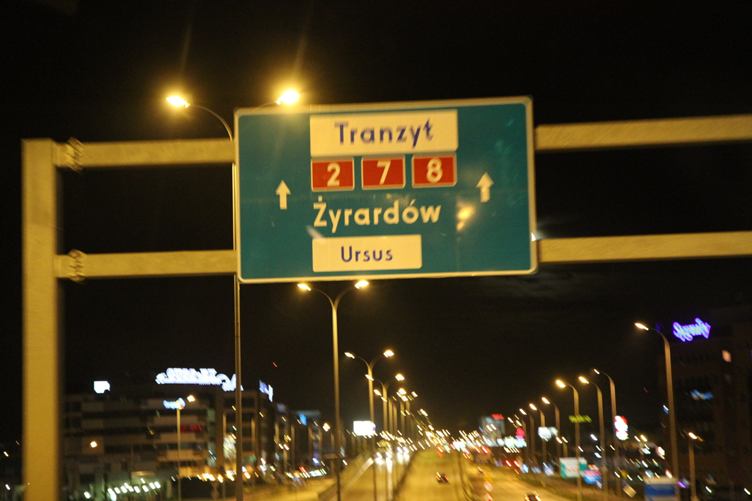 Tranzyt
2 7 8
Żyrardów
Ursus